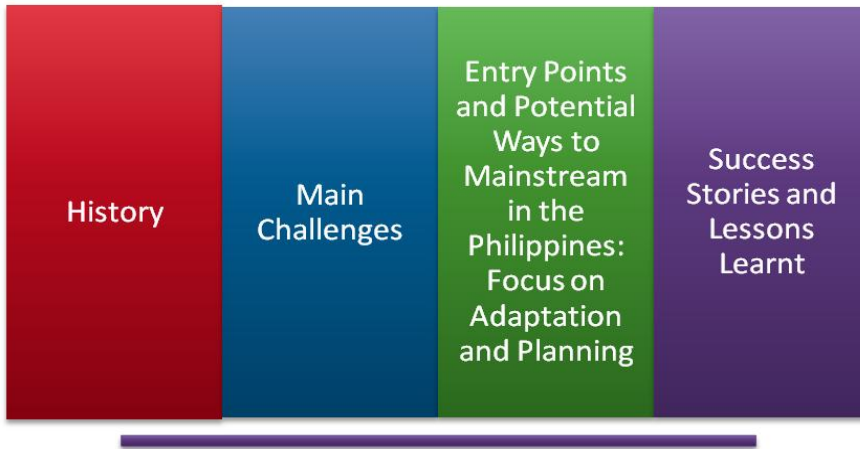 History
Main
Challenges
Entry Points
and Potential
Ways to
Mainstream
in the
Philippines:
Focus on
Adaptation
and Planning
Success
Stories and
Lessons
Learnt